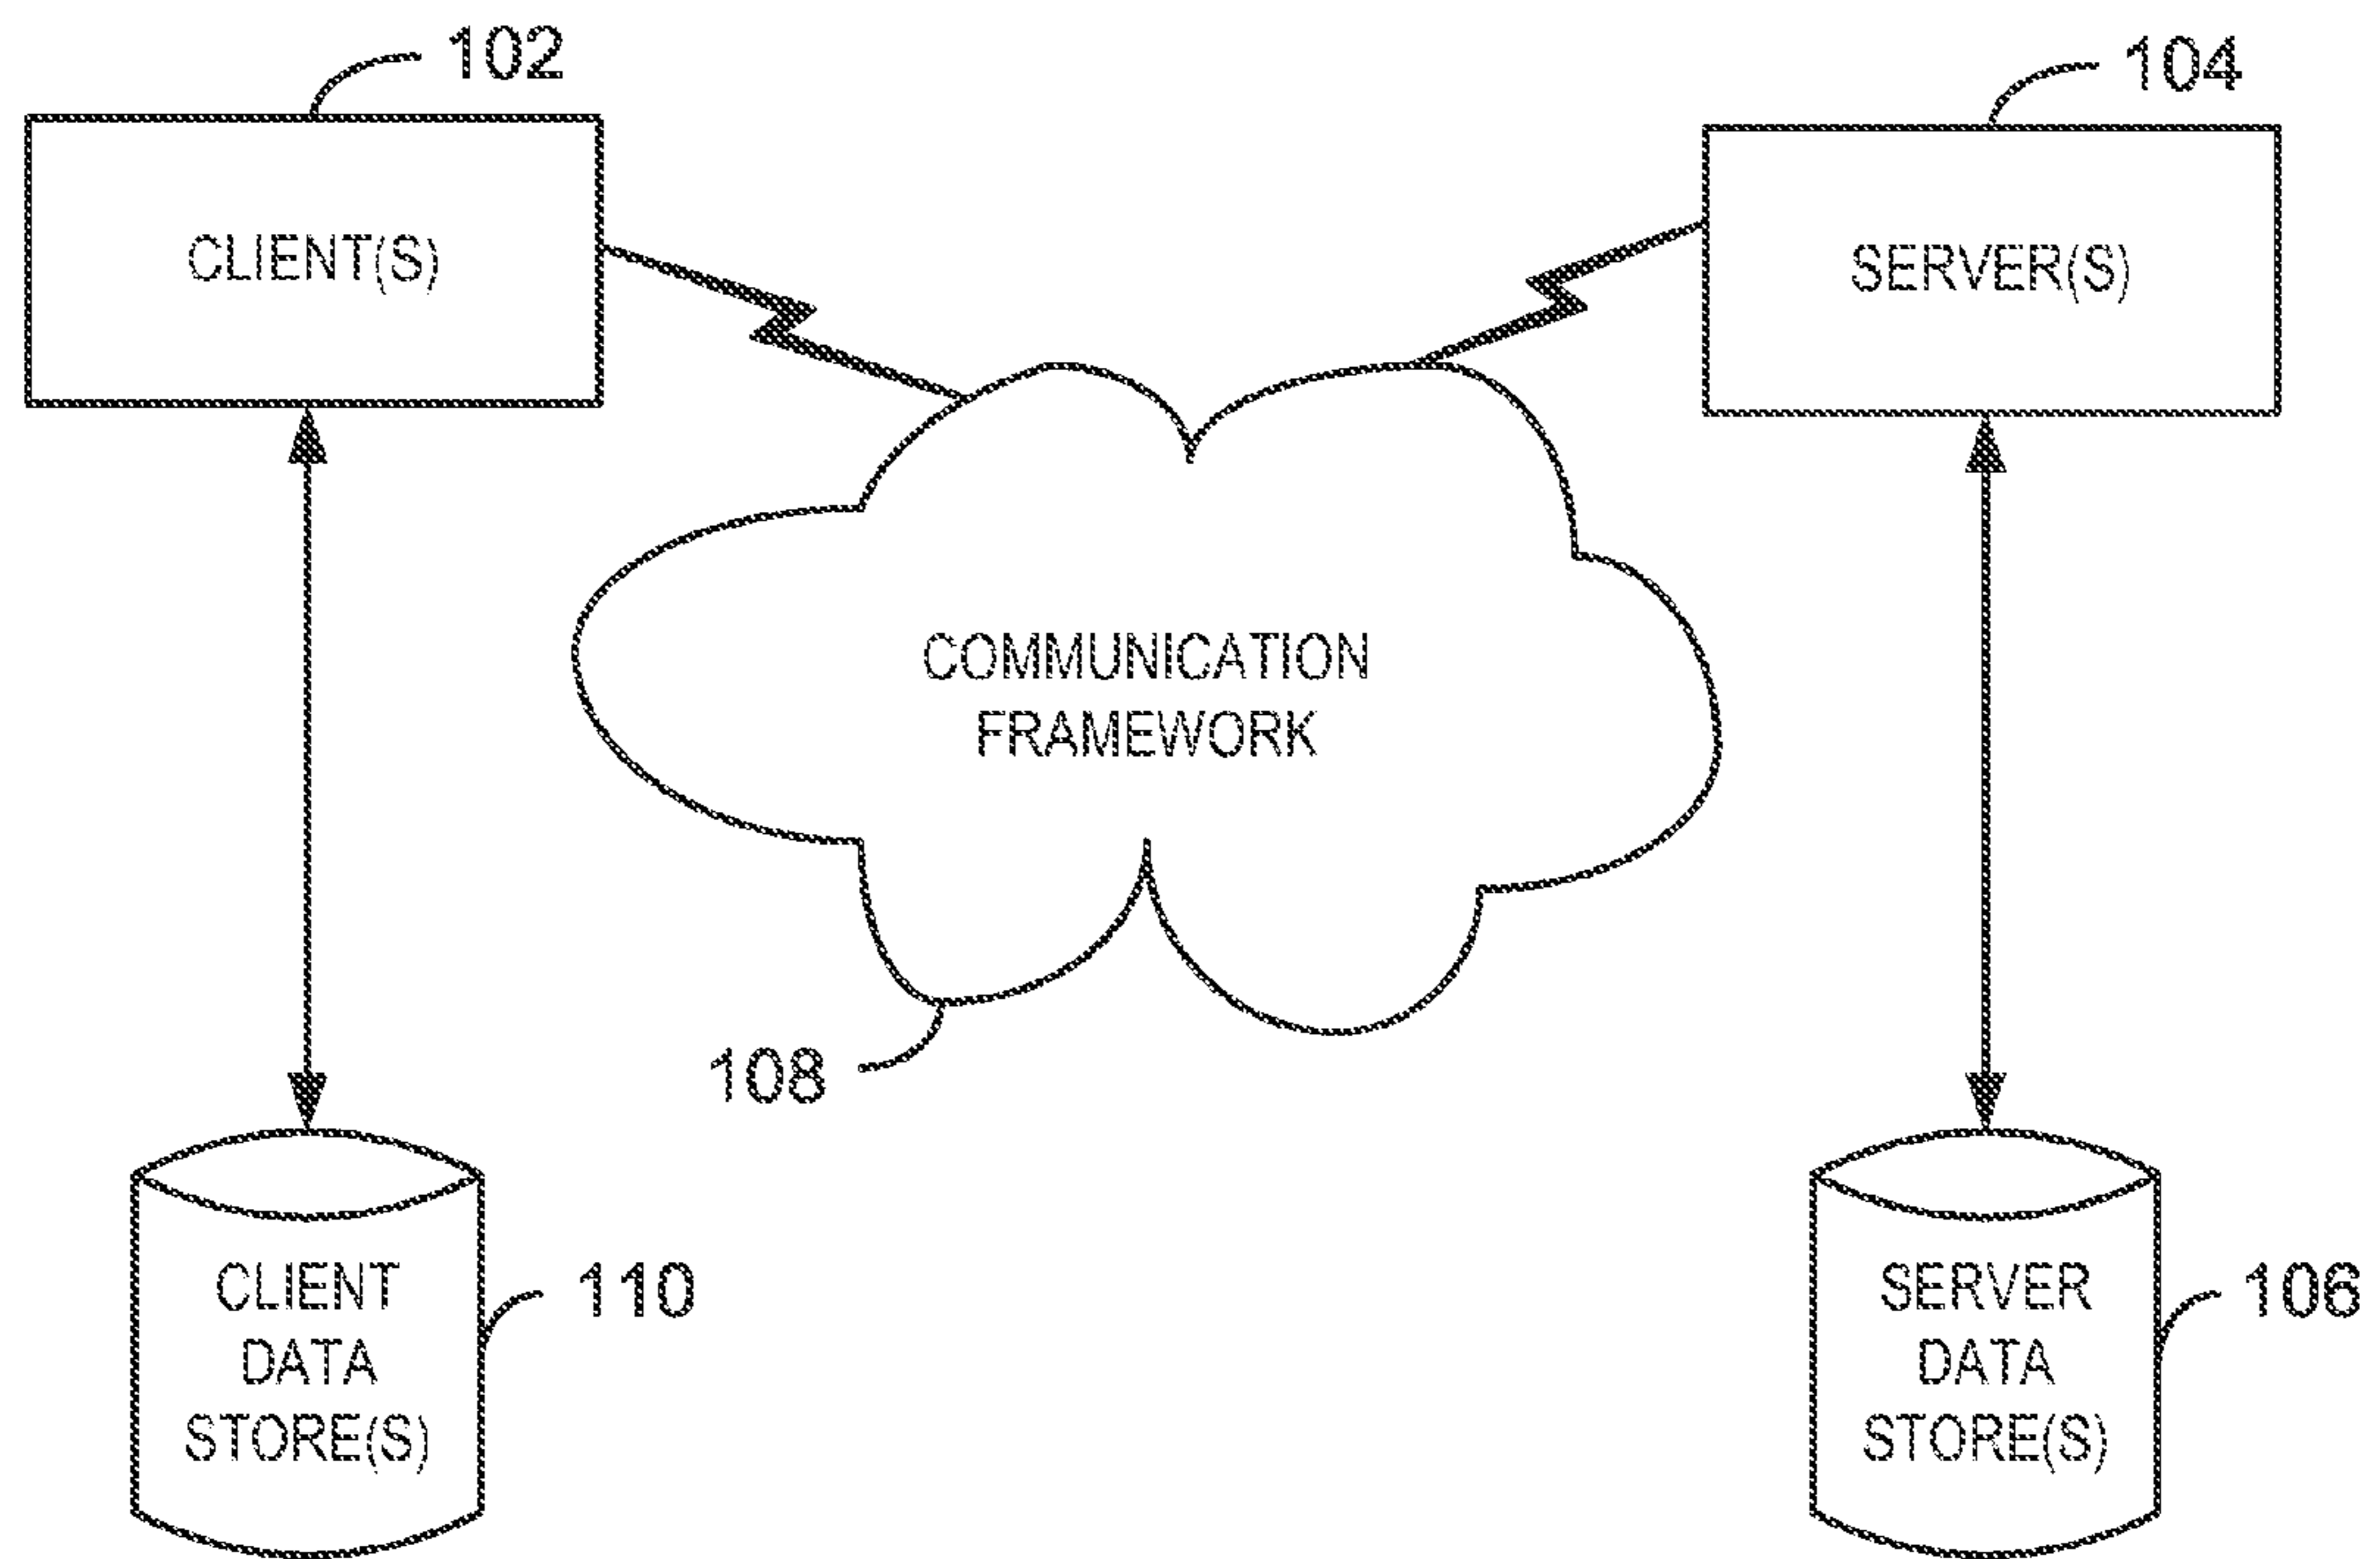 102
104
CLIENT(S)
SERVER(S)
COMMUNICATION
FRAMEWORK
108
CLIENT
DATA
STORE(S)
110
SERVER
DATA
STORE(S)
106